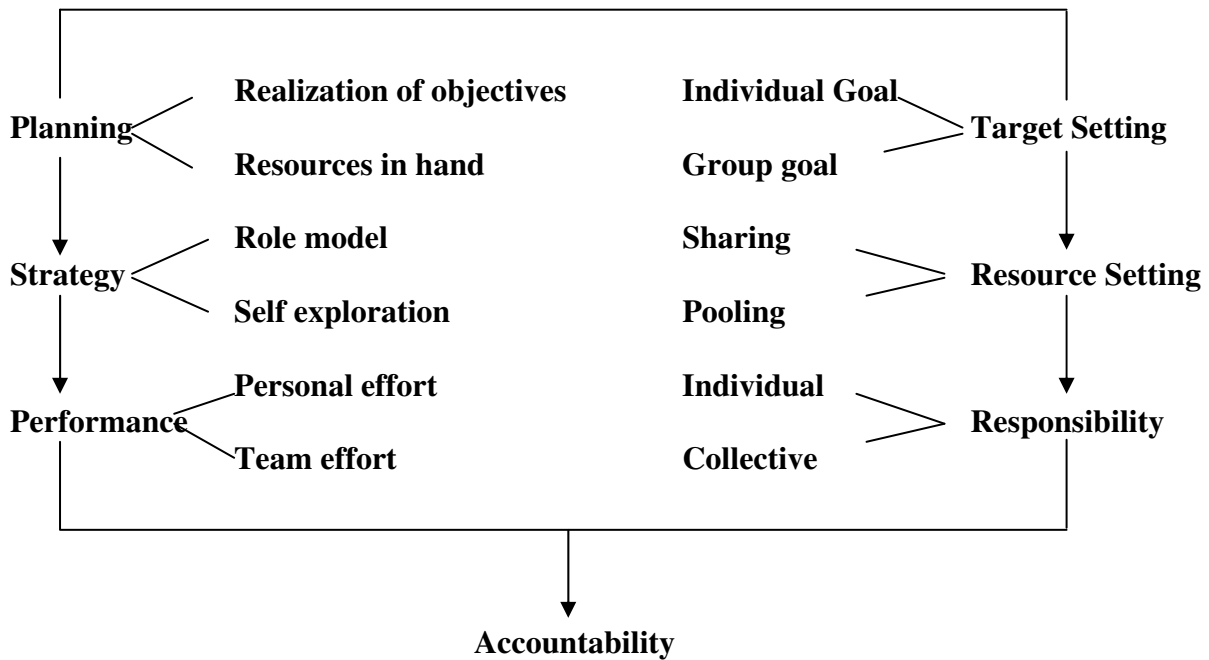 Realization of objectives
Individual Goal
Planning
Target Setting
Resources in hand
Group goal
Role model
Sharing
Strategy
Resource Setting
Self exploration
Pooling
Personal effort
Individual
Performance
Responsibility
Team effort
Collective
Accountability